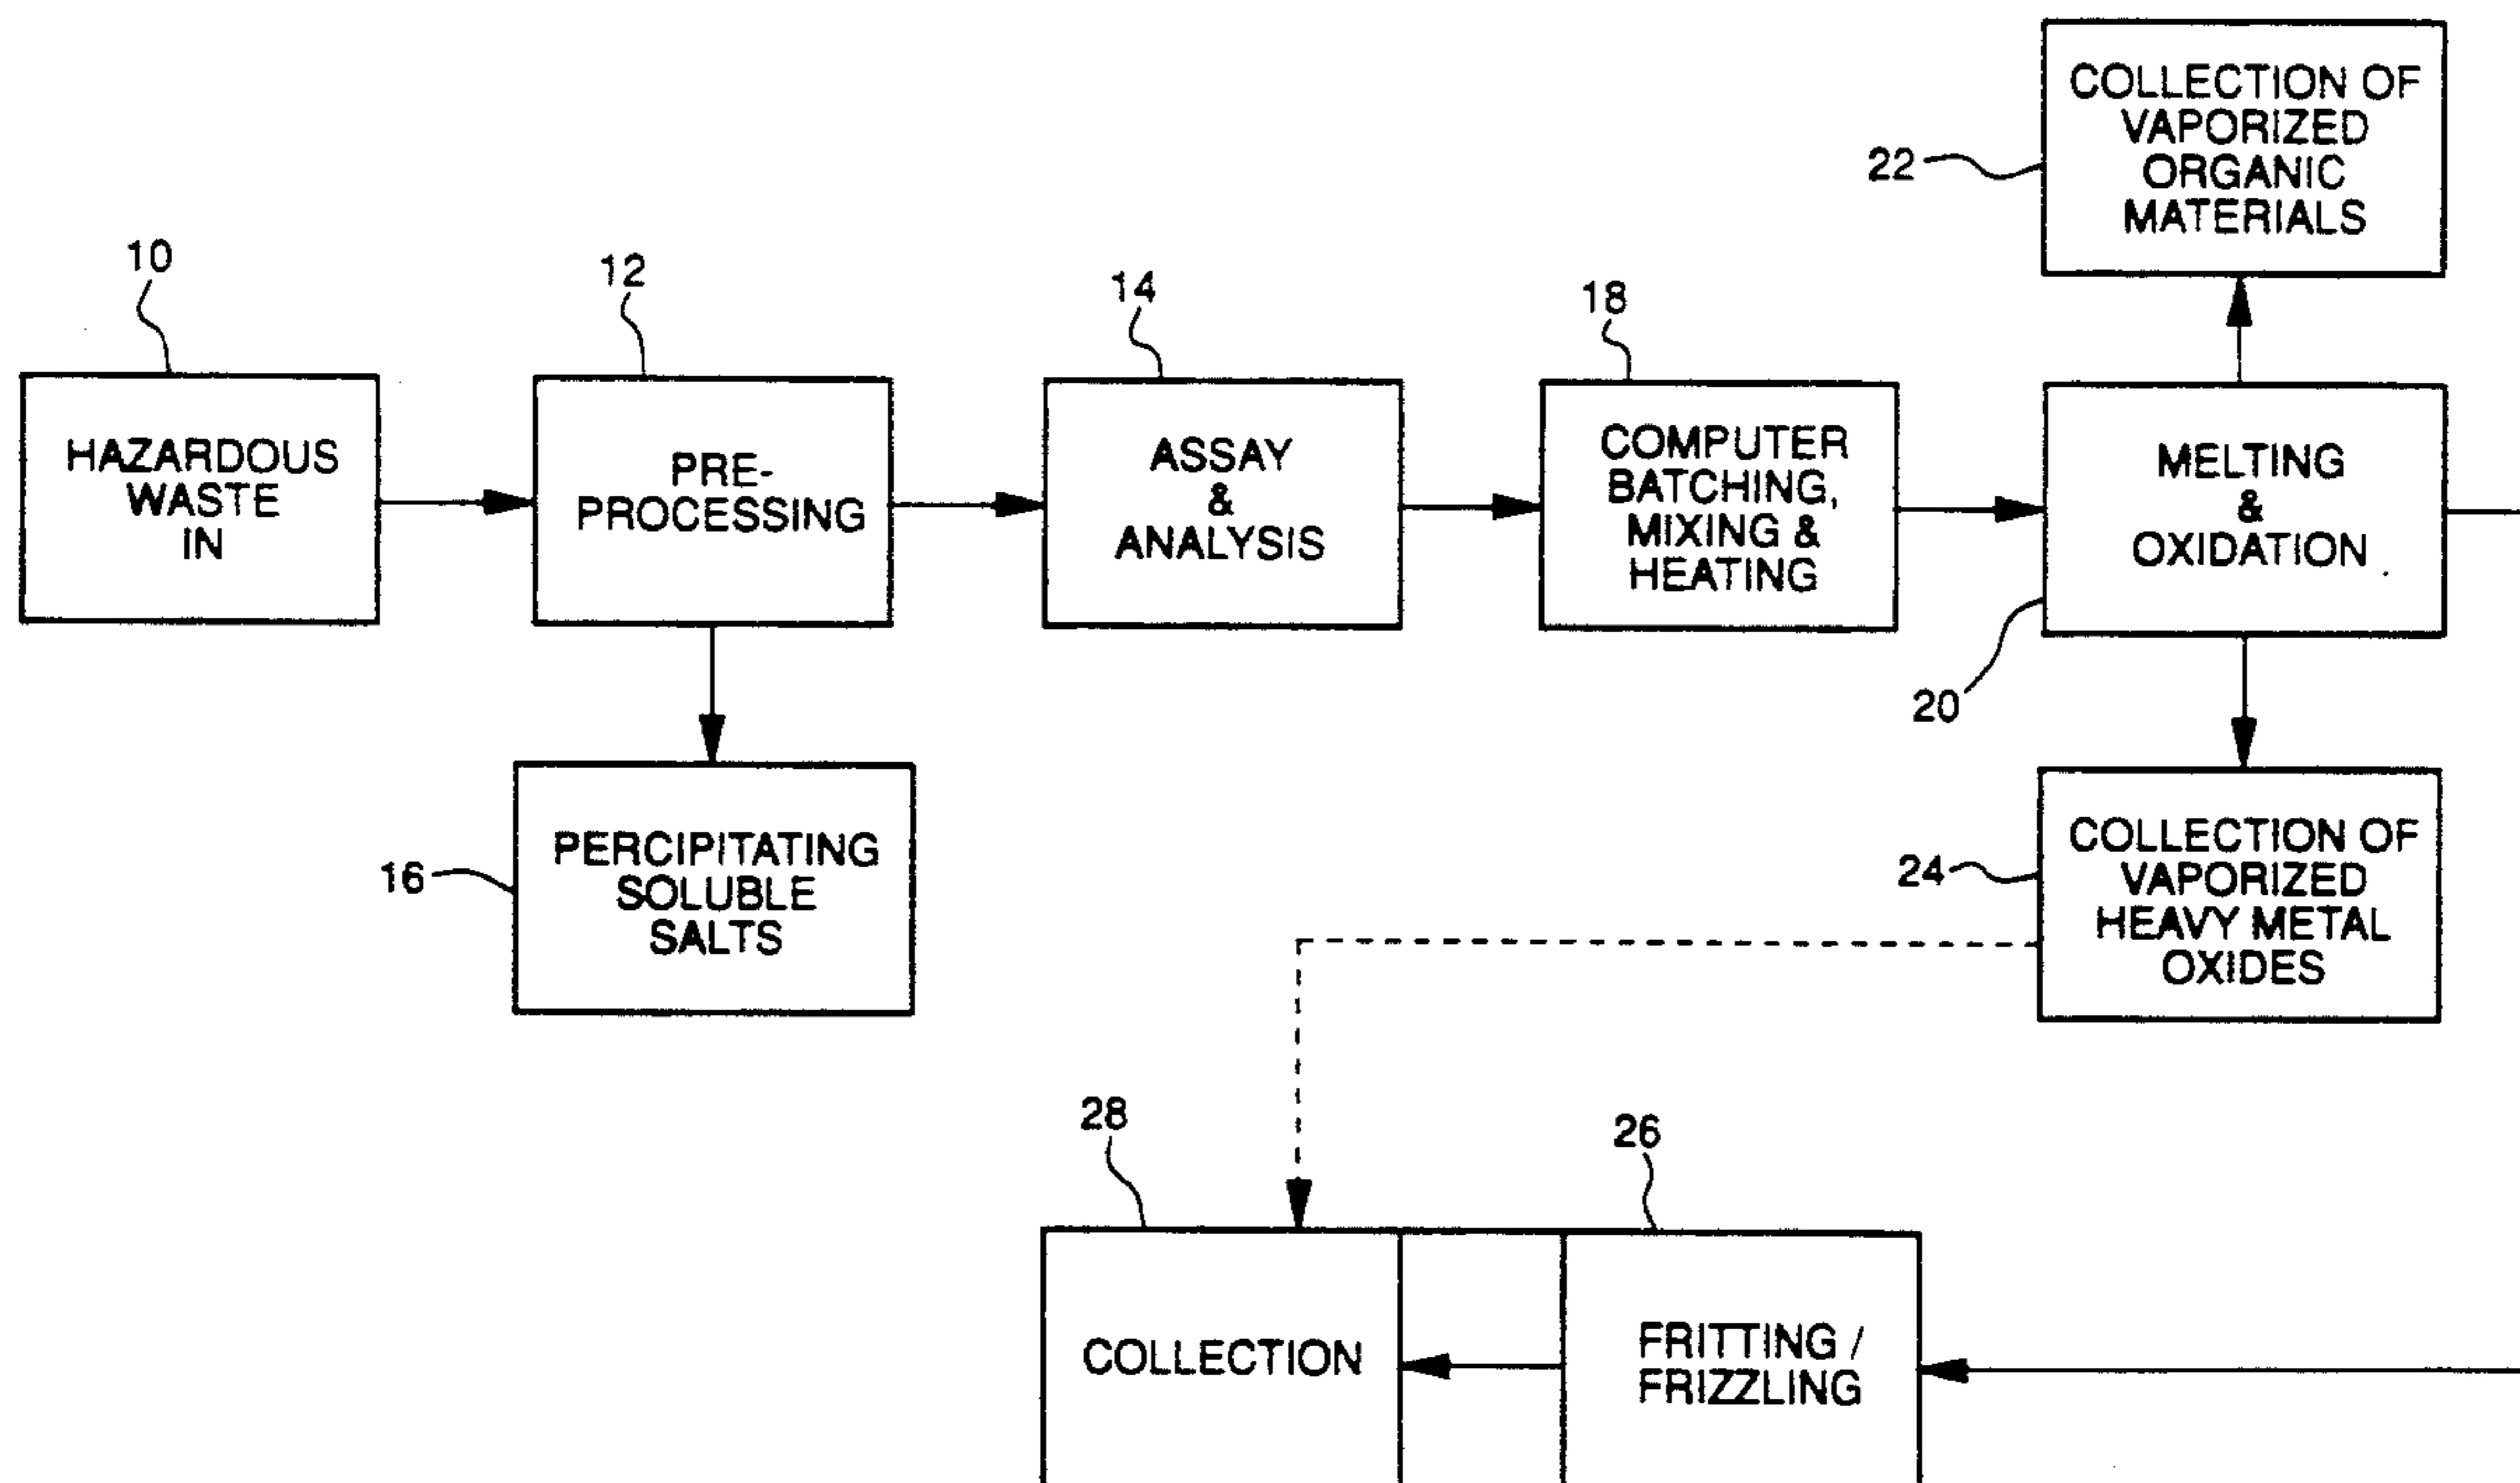 COLLECTION OF
VAPORIZED
ORGANIC
MATERIALS
22
10
12
14
18
HAZARDOUS
WASTE
IN
PRE-
PROCESSING
ASSAY
&
ANALYSIS
COMPUTER
BATCHING,
MIXING &
HEATING
MELTING
&
OXIDATION
20
PERCIPITATING
SOLUBLE
SALTS
16
COLLECTION OF
VAPORIZED
HEAVY METAL
OXIDES
24
28
26
COLLECTION
FRITTING /
FRIZZLING